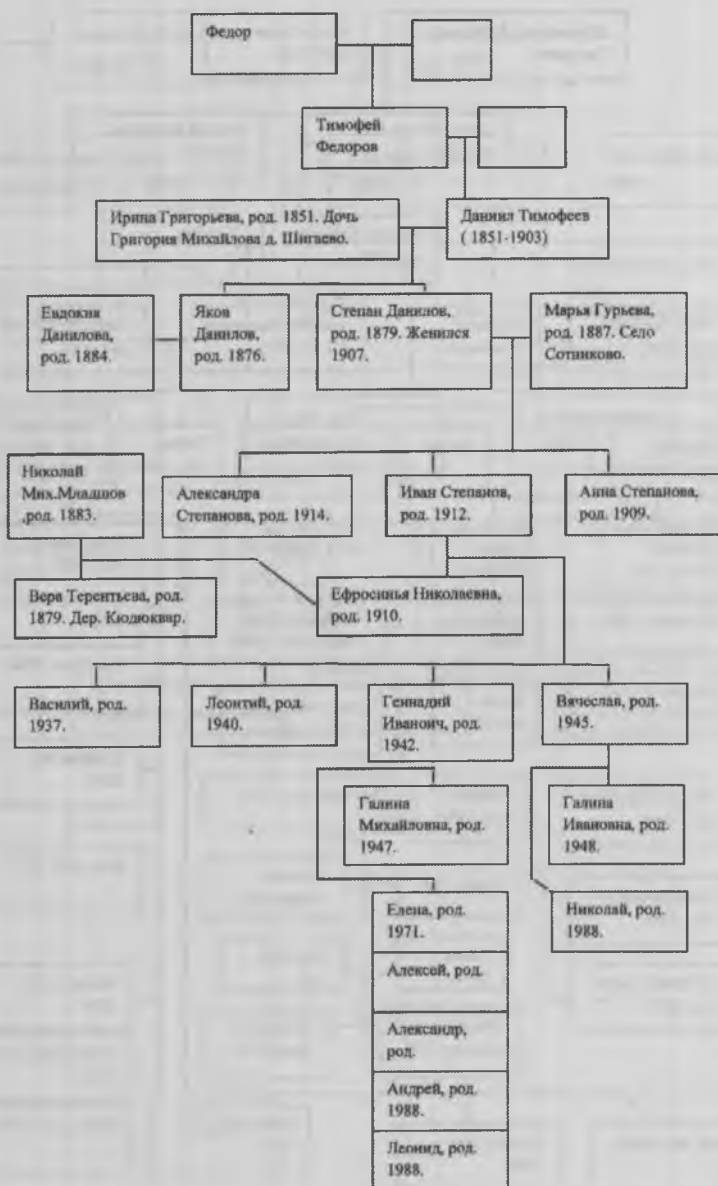 Федор
Тимофей
Федоров
Ирина Григорьева, род. 1851. Дочь
Григория Михайлова д. Шигаево.
Даниил Тимофеев
( 1851-1903)
Евдокия
Данилова,
род. 1884.
Яков
Данилов,
род. 1876.
Степан Данилов,
род. 1879. Женился
1907.
Марья Гурьева,
род. 1887. Село
Сотниково.
Николай
Мих.Младшов
,род. 1883.
Александра
Степанова, род. 1914.
Иван Степанов,
род. 1912.
Анна Степанова,
род. 1909.
Вера Терентьева, род.
1879. Дер. Кюдюквар.
Ефросинья Николаевна,
род. 1910.
Василий, род.
1937.
Леонтий, род.
1940.
Геннадий
Иваноич, род.
1942.
Вячеслав, род.
1945.
Галина
Михайловна, род.
1947.
Галина
Ивановна, род.
1948.
Елена, род.
1971.
Николай, род.
1988.
Алексей, род.
Александр,
род.
Андрей, род.
1988.
Леонид, род.
1988.